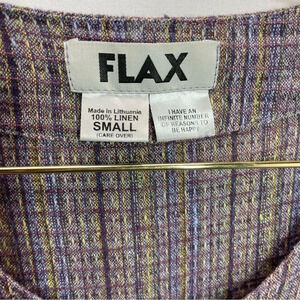 FLAX
Made in Lithuania
100% LINEN
SMALL
(CARE OVER)
I HAVE AN
INFINITE NUMBER
OF REASONS TO
BE HAPPY